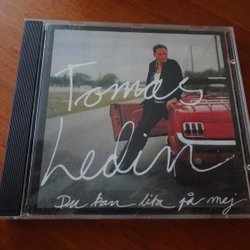 Tomas
Ledin
Du kan lita på mej